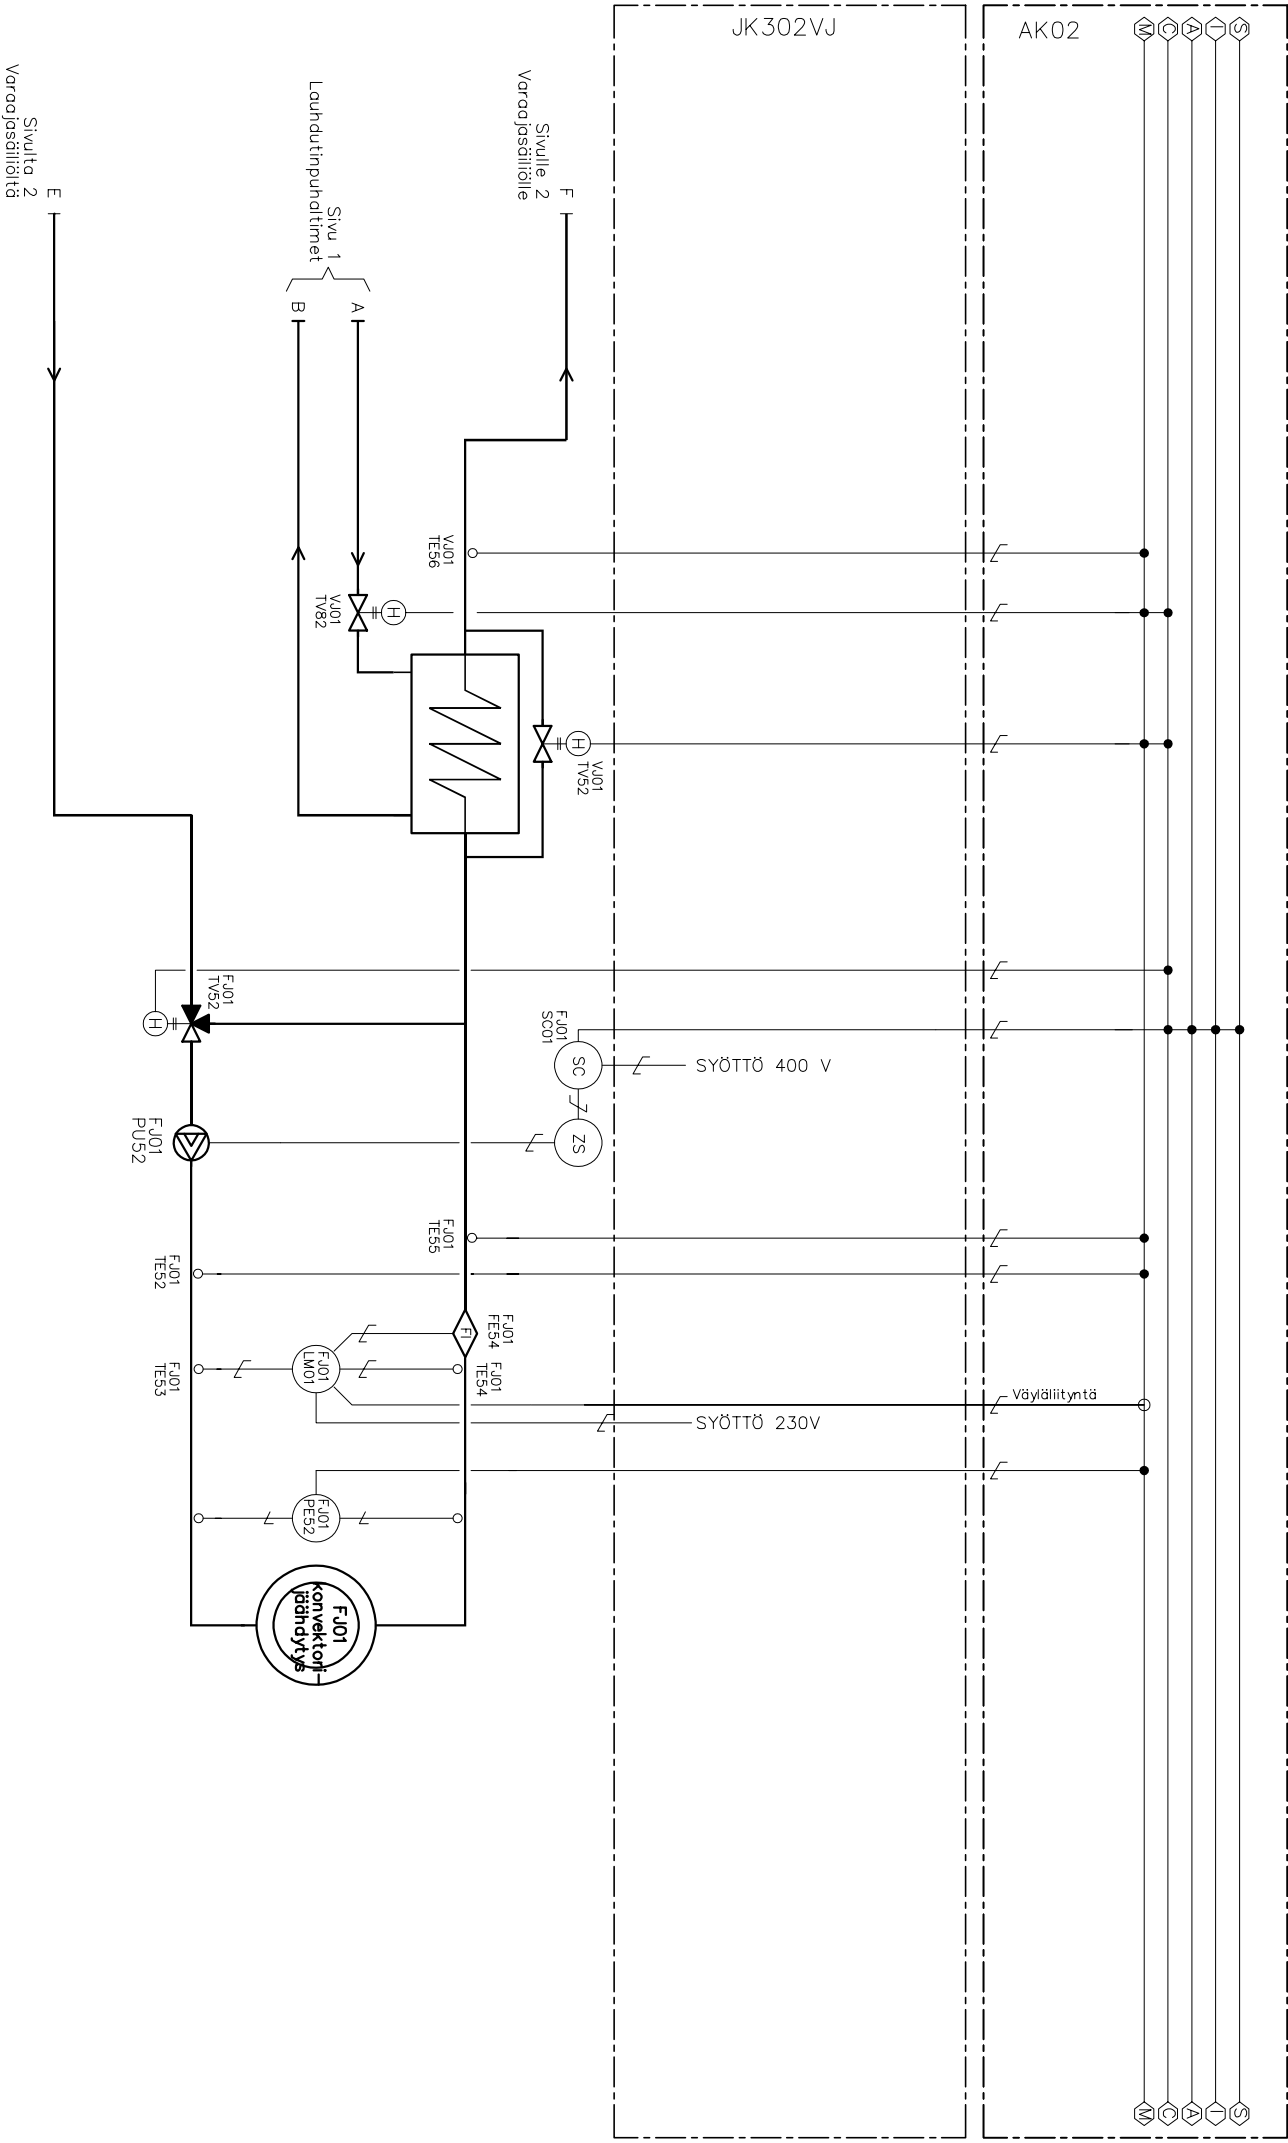 JK302VJ
AK02
M
C
A
I
S
Sivulle 2
Varaajasäiliölle
F
Sivu 1
Lauhdutinpuhaltimet
A
B
Sivulta 2
Varaajasäiliöltä
E
VJ01
TE56
VJ01
TV82
H
H
VJ01
TV52
FJ01
TV52
H
FJ01
SC01
SC
SYÖTTÖ 400 V
ZS
FJ01
PU52
FJ01
TE55
FJ01
TE52
FJ01
FE54
FI
FJ01
TE54
FJ01
LM01
FJ01
TE53
Väyläliityntä
SYÖTTÖ 230V
FJ01
PE52
FJ01
konvektori-
jäähdytys
M
C
A
I
S